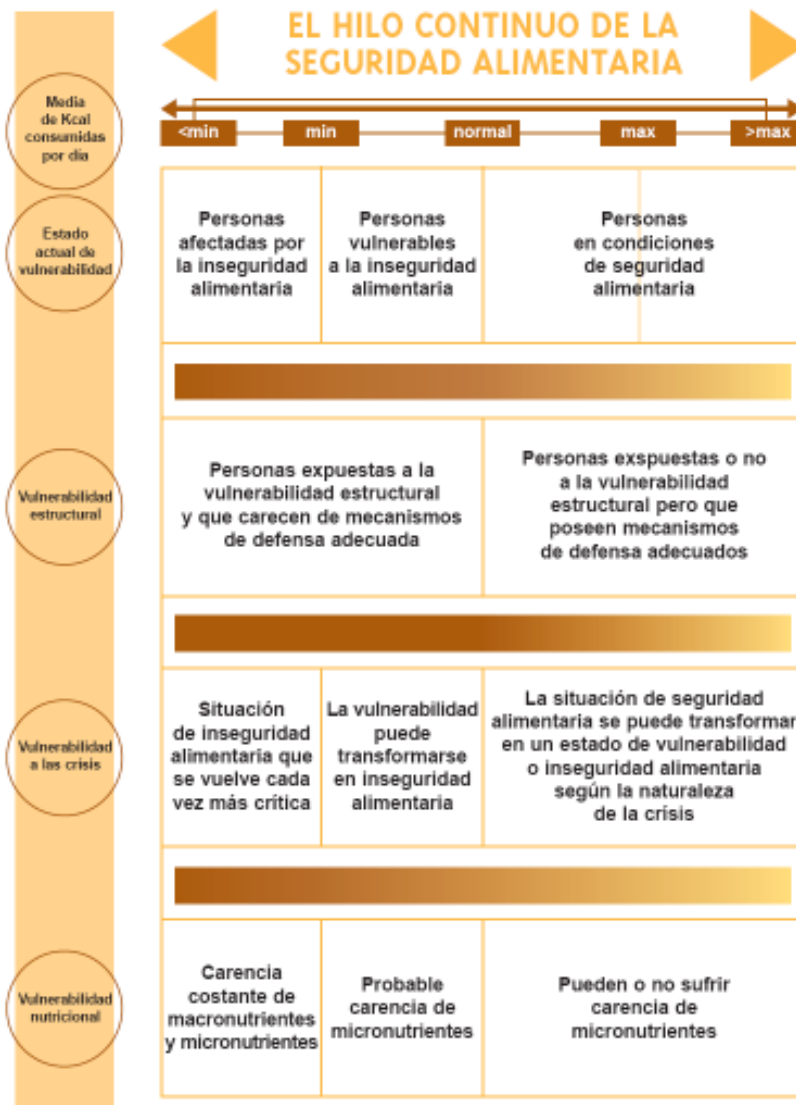 EL HILO CONTINUO DE LA
SEGURIDAD ALIMENTARIA
Media
de Kcal
consumidas
por día
<min
min
normal
max
>max
Estado
actual de
vulnerabilidad
Personas
afectadas por
la inseguridad
alimentaria
Personas
vulnerables
a la inseguridad
alimentaria
Personas
en condiciones
de seguridad
alimentaria
Vulnerabilidad
estructural
Personas expuestas a la
vulnerabilidad estructural
y que carecen de mecanismos
de defensa adecuada
Personas exspuestas o no
a la vulnerabilidad
estructural pero que
poseen mecanismos
de defensa adecuados
Vulnerabilidad
a las crisis
Situación
de inseguridad
alimentaria que
se vuelve cada
vez más crítica
La vulnerabilidad
puede
transformarse
en inseguridad
alimentaria
La situación de seguridad
alimentaria se puede transformar
en un estado de vulnerabilidad
o inseguridad alimentaria
según la naturaleza
de la crisis
Vulnerabilidad
nutricional
Carencia
costante de
macronutrientes
y micronutrientes
Probable
carencia de
micronutrientes
Pueden o no sufrir
carencia de
micronutrientes